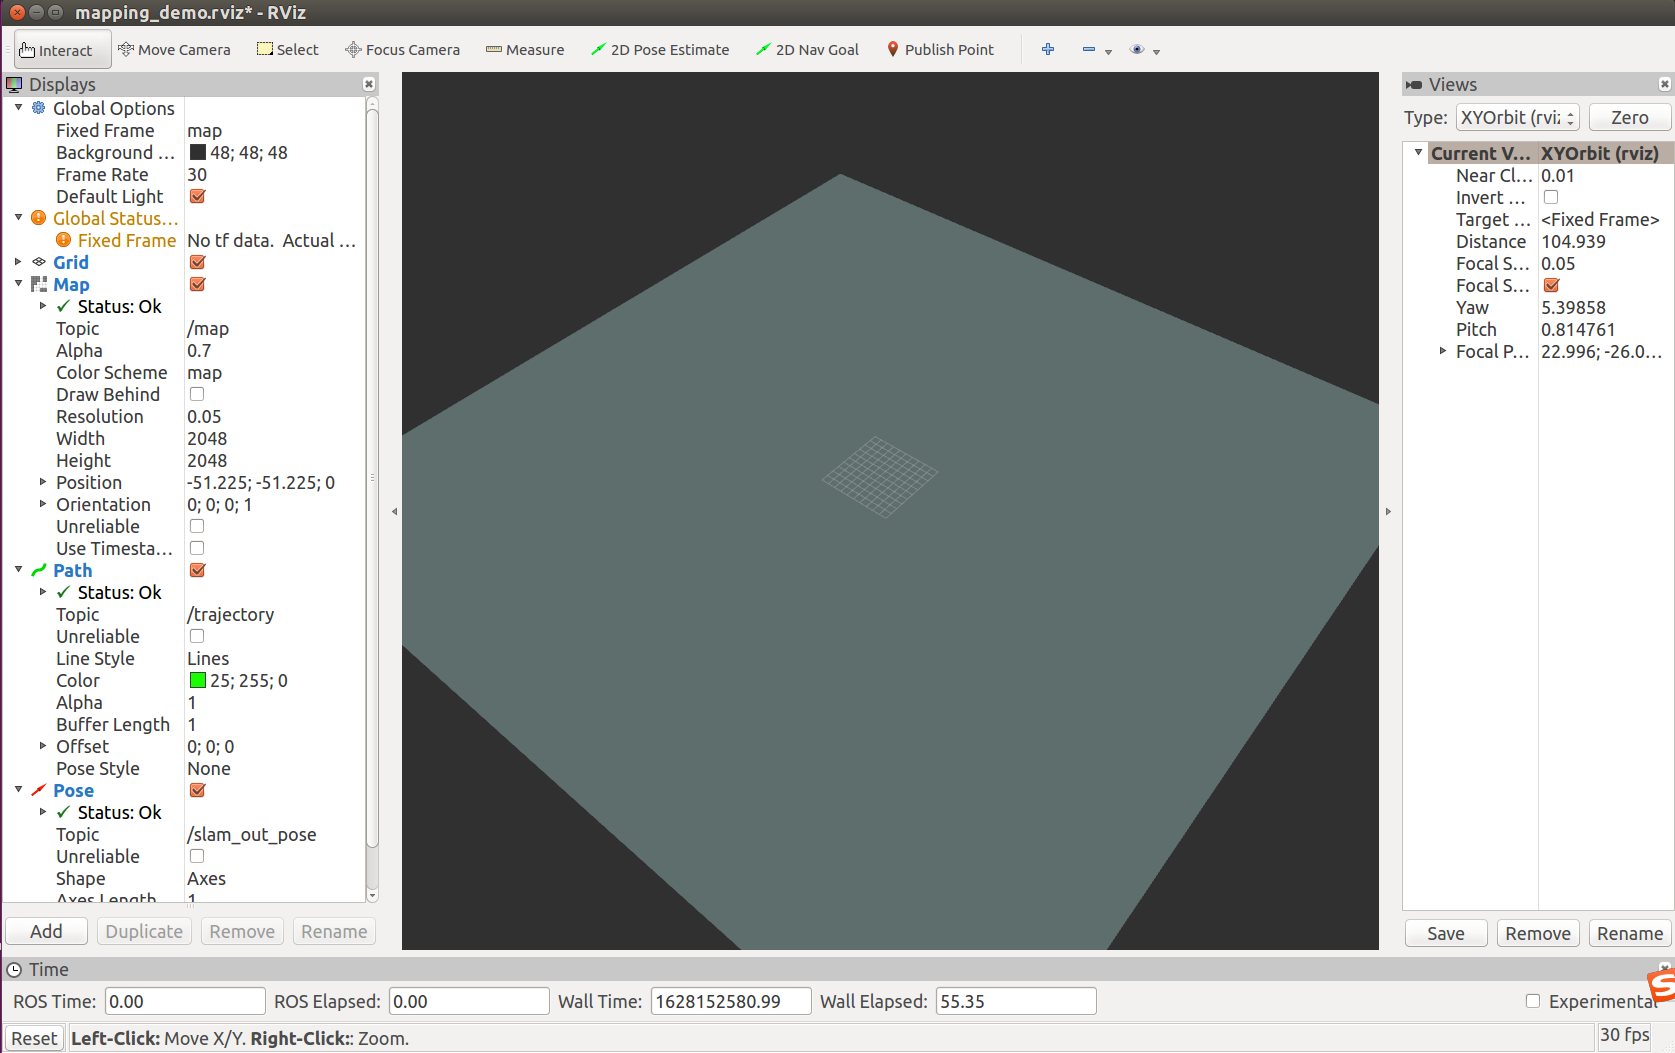 mapping_demo.rviz* - RViz
Interact Move Camera Select Focus Camera Measure 2D Pose Estimate 2D Nav Goal Publish Point
Displays
Global Options
Fixed Frame map
Background ... 48; 48; 48
Frame Rate 30
Default Light
Global Status...
Fixed Frame No tf data.  Actual ...
Grid
Map
Status: Ok
Topic /map
Alpha 0.7
Color Scheme map
Draw Behind
Resolution 0.05
Width 2048
Height 2048
Position -51.225; -51.225; 0
Orientation 0; 0; 0; 1
Unreliable
Use Timesta...
Path
Status: Ok
Topic /trajectory
Unreliable
Line Style Lines
Color 25; 255; 0
Alpha 1
Buffer Length 1
Offset 0; 0; 0
Pose Style None
Pose
Status: Ok
Topic /slam_out_pose
Unreliable
Shape Axes
Axes Length 1
Add Duplicate Remove Rename
Views
Type: XYOrbit (rviz Zero
Current V... XYOrbit (rviz)
Near Cl... 0.01
Invert ...
Target ... <Fixed Frame>
Distance 104.939
Focal S... 0.05
Focal S...
Yaw 5.39858
Pitch 0.814761
Focal P... 22.996; -26.0...
Save Remove Rename
Time
ROS Time: 0.00 ROS Elapsed: 0.00 Wall Time: 1628152580.99 Wall Elapsed: 55.35 Experimental
Reset Left-Click: Move X/Y. Right-Click:: Zoom. 30 fps